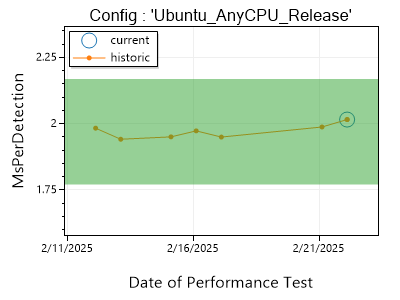 Config : 'Ubuntu_AnyCPU_Release'
current
historic
MsPerDetection
2.25
2
1.75
2/11/2025
2/16/2025
2/21/2025
Date of Performance Test